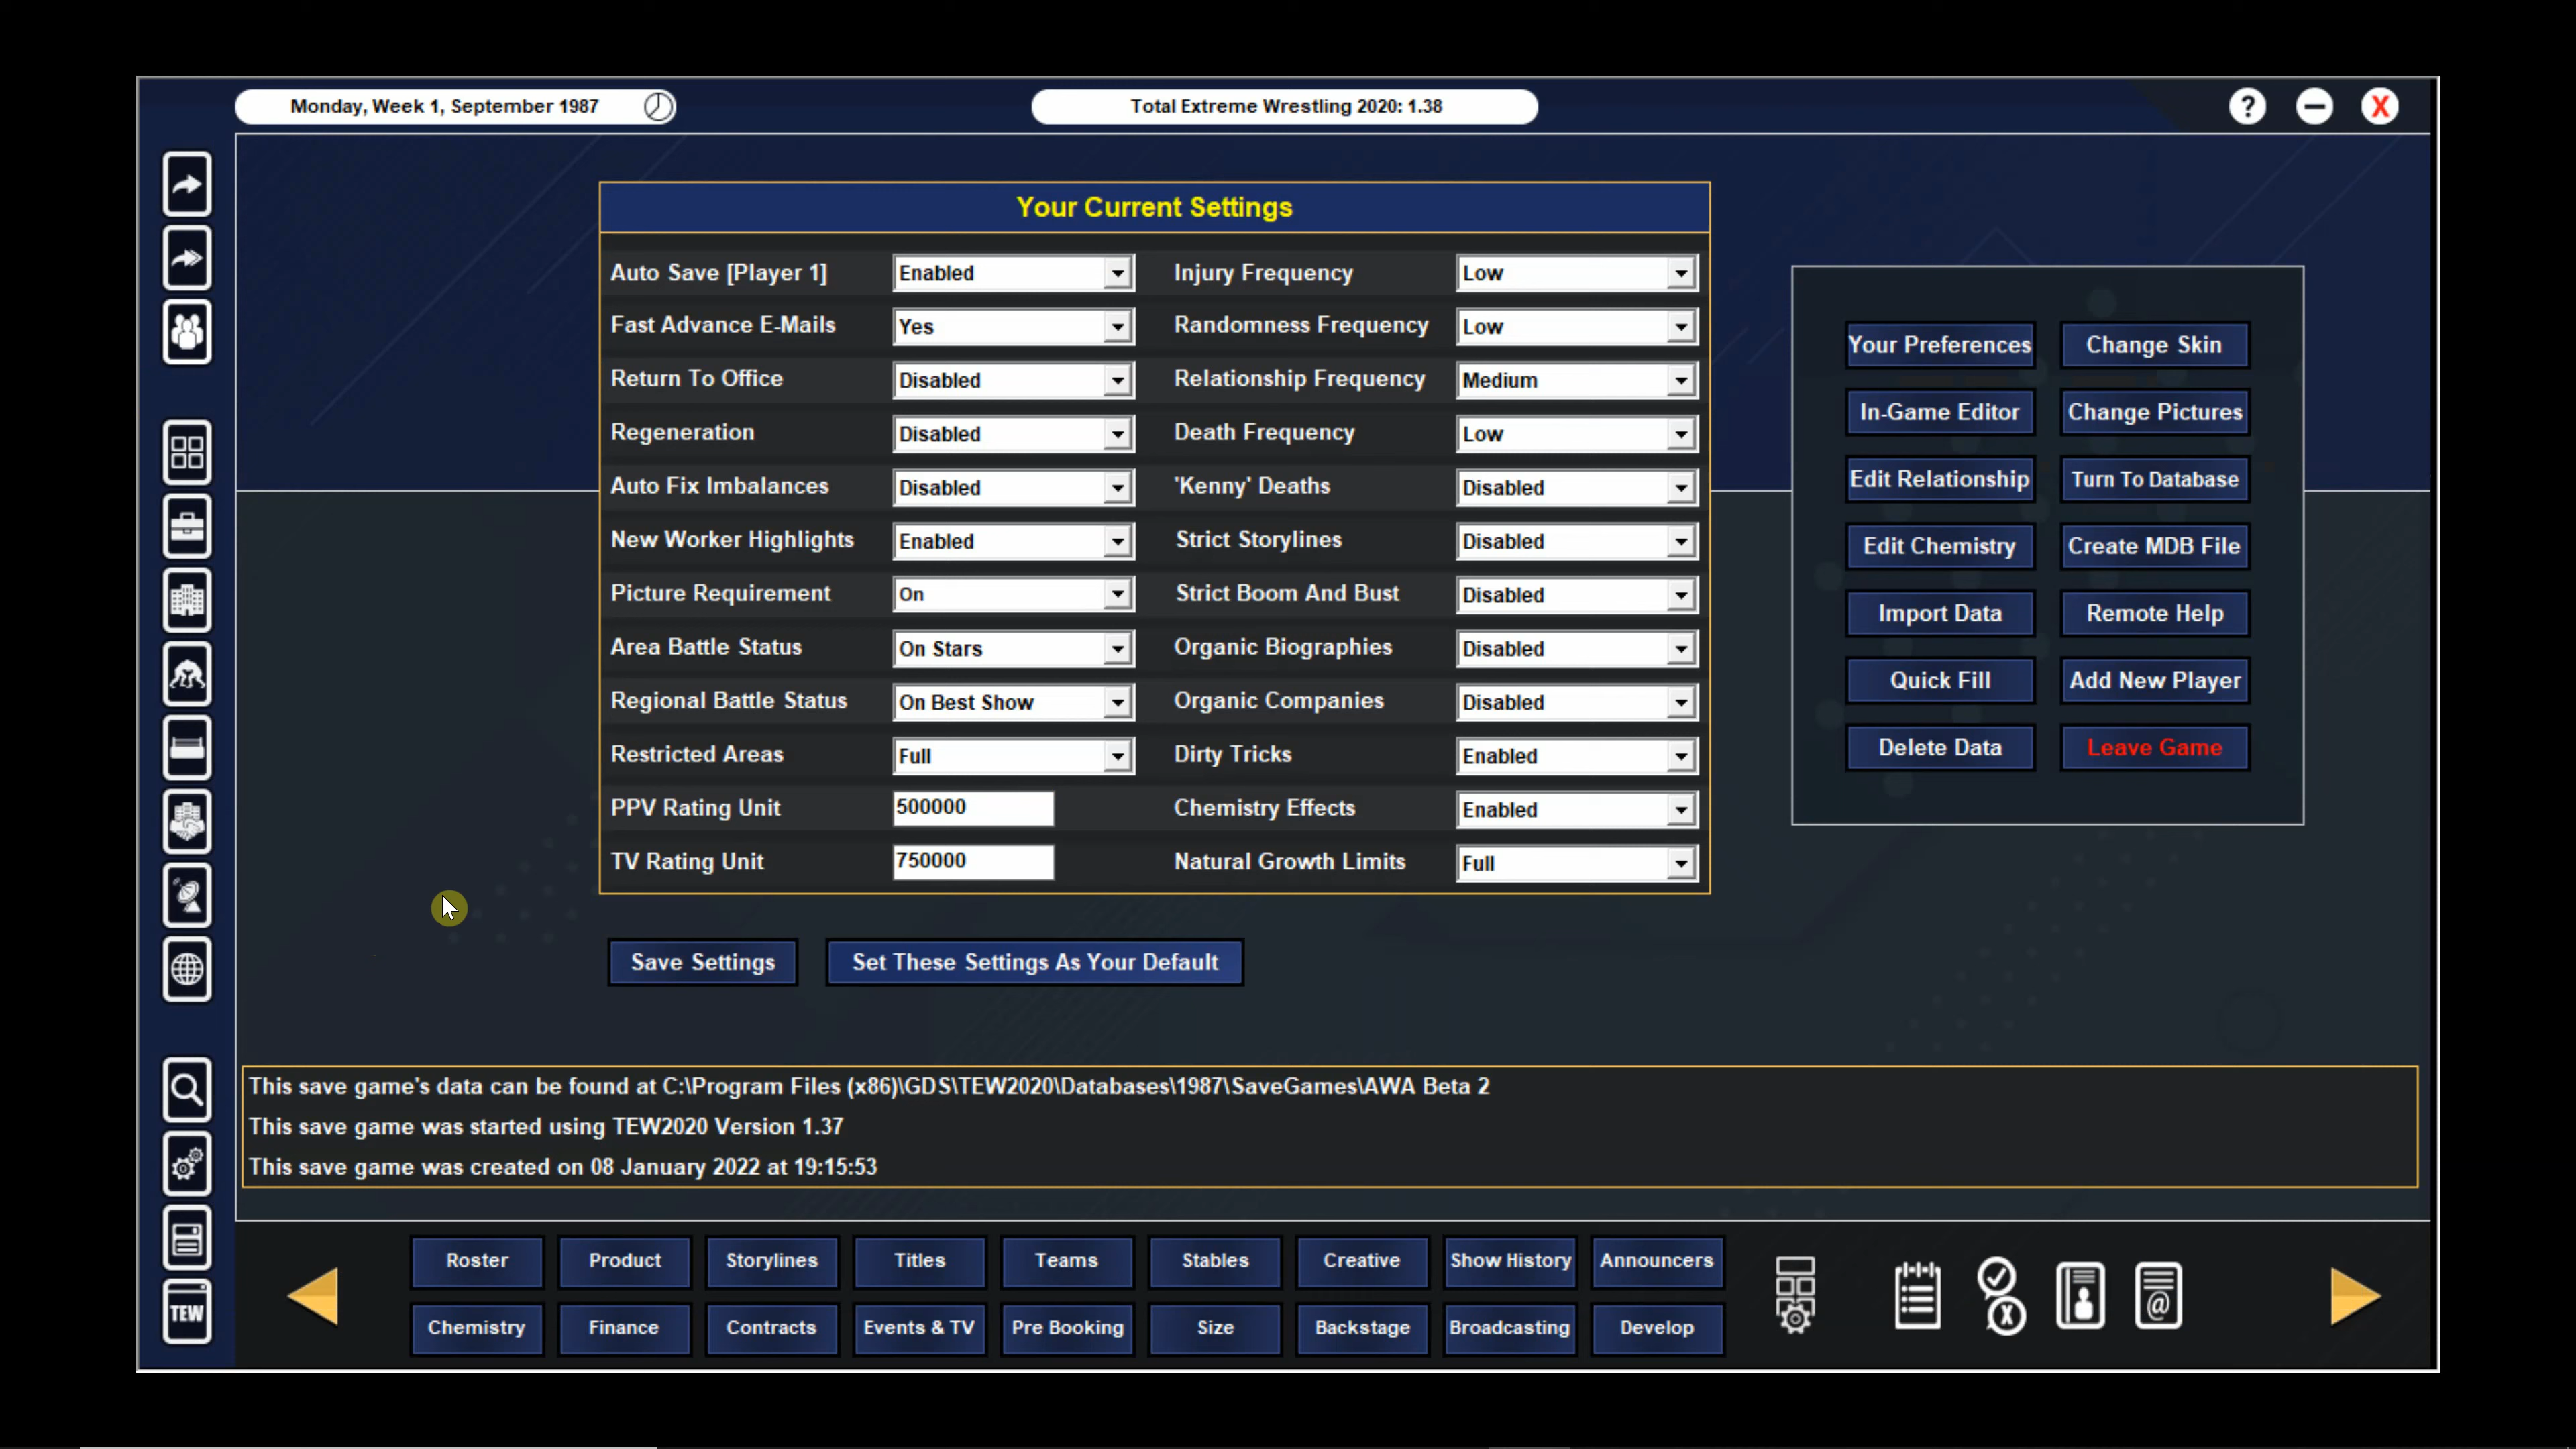 Monday, Week 1, September 1987
Total Extreme Wrestling 2020: 1.38
?
X
Your Current Settings
Auto Save [Player 1] Enabled Injury Frequency Low
Fast Advance E-Mails Yes Randomness Frequency Low
Return To Office Disabled Relationship Frequency Medium
Regeneration Disabled Death Frequency Low
Auto Fix Imbalances Disabled 'Kenny' Deaths Disabled
New Worker Highlights Enabled Strict Storylines Disabled
Picture Requirement On Strict Boom And Bust Disabled
Area Battle Status On Stars Organic Biographies Disabled
Regional Battle Status On Best Show Organic Companies Disabled
Restricted Areas Full Dirty Tricks Enabled
PPV Rating Unit 500000 Chemistry Effects Enabled
TV Rating Unit 750000 Natural Growth Limits Full
Your Preferences Change Skin
In-Game Editor Change Pictures
Edit Relationship Turn To Database
Edit Chemistry Create MDB File
Import Data Remote Help
Quick Fill Add New Player
Delete Data Leave Game
Save Settings Set These Settings As Your Default
This save game's data can be found at C:\Program Files (x86)\GDS\TEW2020\Databases\1987\SaveGames\AWA Beta 2
This save game was started using TEW2020 Version 1.37
This save game was created on 08 January 2022 at 19:15:53
TEW
Roster Product Storylines Titles Teams Stables Creative Show History Announcers
Chemistry Finance Contracts Events & TV Pre Booking Size Backstage Broadcasting Develop
X
@